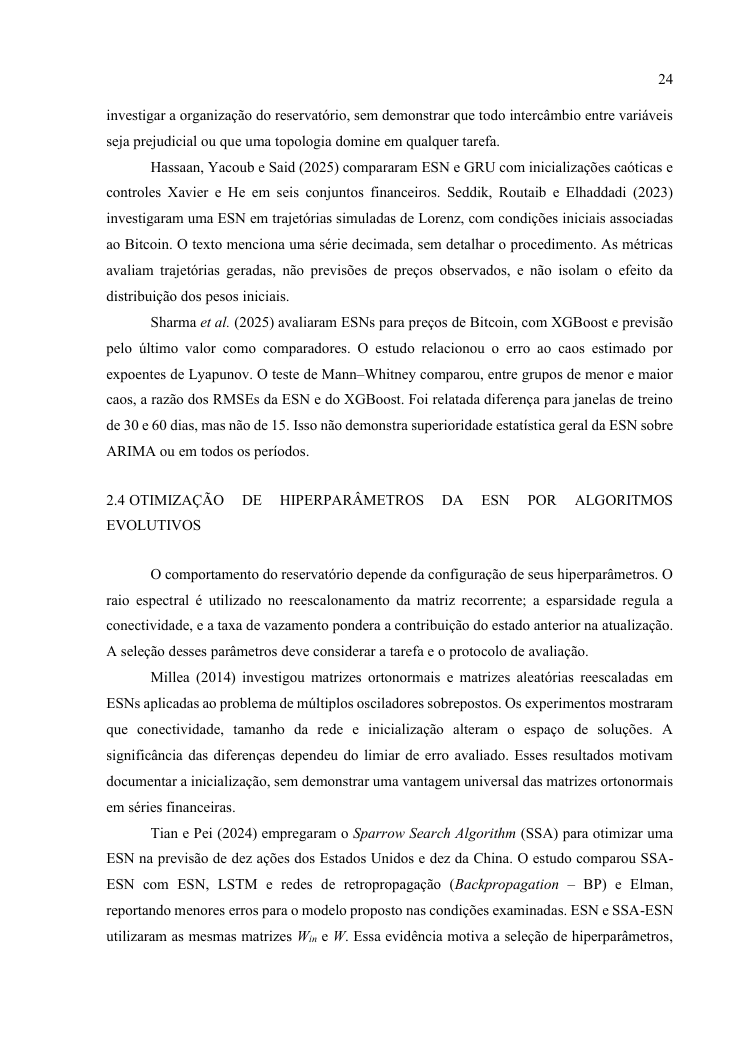 24
investigar a organização do reservatório, sem demonstrar que todo intercâmbio entre variáveis
seja prejudicial ou que uma topologia domine em qualquer tarefa.
Hassaan, Yacoub e Said (2025) compararam ESN e GRU com inicializações caóticas e
controles Xavier e He em seis conjuntos financeiros. Seddik, Routaib e Elhaddadi (2023)
investigaram uma ESN em trajetórias simuladas de Lorenz, com condições iniciais associadas
ao Bitcoin. O texto menciona uma série decimada, sem detalhar o procedimento. As métricas
avaliam trajetórias geradas, não previsões de preços observados, e não isolam o efeito da
distribuição dos pesos iniciais.
Sharma et al. (2025) avaliaram ESNs para preços de Bitcoin, com XGBoost e previsão
pelo último valor como comparadores. O estudo relacionou o erro ao caos estimado por
expoentes de Lyapunov. O teste de Mann–Whitney comparou, entre grupos de menor e maior
caos, a razão dos RMSEs da ESN e do XGBoost. Foi relatada diferença para janelas de treino
de 30 e 60 dias, mas não de 15. Isso não demonstra superioridade estatística geral da ESN sobre
ARIMA ou em todos os períodos.
2.4 OTIMIZAÇÃO DE HIPERPARÂMETROS DA ESN POR ALGORITMOS
EVOLUTIVOS
O comportamento do reservatório depende da configuração de seus hiperparâmetros. O
raio espectral é utilizado no reescalonamento da matriz recorrente; a esparsidade regula a
conectividade, e a taxa de vazamento pondera a contribuição do estado anterior na atualização.
A seleção desses parâmetros deve considerar a tarefa e o protocolo de avaliação.
Millea (2014) investigou matrizes ortonormais e matrizes aleatórias reescaladas em
ESNs aplicadas ao problema de múltiplos osciladores sobrepostos. Os experimentos mostraram
que conectividade, tamanho da rede e inicialização alteram o espaço de soluções. A
significância das diferenças dependeu do limiar de erro avaliado. Esses resultados motivam
documentar a inicialização, sem demonstrar uma vantagem universal das matrizes ortonormais
em séries financeiras.
Tian e Pei (2024) empregaram o Sparrow Search Algorithm (SSA) para otimizar uma
ESN na previsão de dez ações dos Estados Unidos e dez da China. O estudo comparou SSA-
ESN com ESN, LSTM e redes de retropropagação (Backpropagation – BP) e Elman,
reportando menores erros para o modelo proposto nas condições examinadas. ESN e SSA-ESN
utilizaram as mesmas matrizes Win e W. Essa evidência motiva a seleção de hiperparâmetros,